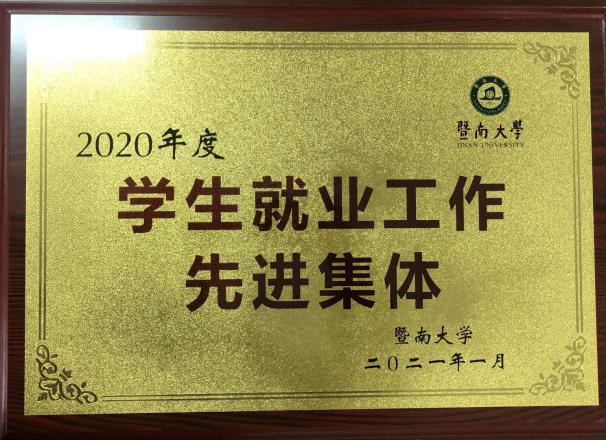 暨南大學
JINAN UNIVERSITY
2020年度
学生就业工作
先进集体
暨南大学
二〇二一年一月